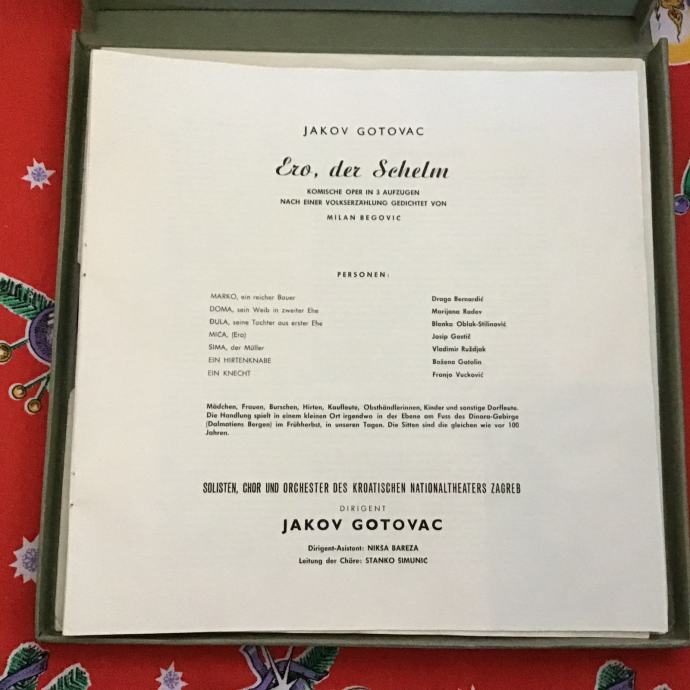 JAKOV GOTOVAC
Ero, der Schelm
KOMISCHE OPER IN 3 AUFZUGEN
NACH EINER VOLKSERZÄHLUNG GEDICHTET VON
MILAN BEGOVIC
PERSONEN:
MARKO, ein reicher Bauer Drago Bernardić
DOMA, sein Weib in zweiter Ehe Marijana Radev
ĐULA, seine Tochter aus erster Ehe Blanka Oblak-Stilinović
MICA, (Ero) Josip Gostič
SIMA, der Müller Vladimir Ruždjak
EIN HIRTENKNABE Božena Gatolin
EIN KNECHT Franjo Vucković
Mädchen, Frauen, Burschen, Hirten, Kaufleute, Obsthändlerinnen, Kinder und sonstige Dorfleute.
Die Handlung spielt in einem kleinen Ort irgendwo in der Ebene am Fuss des Dinara-Gebirge
(Dalmatiens Bergen) im Frühherbst, in unseren Tagen. Die Sitten sind die gleichen wie vor 100
Jahren.
SOLISTEN, CHOR UND ORCHESTER DES KROATISCHEN NATIONALTHEATERS ZAGREB
DIRIGENT
JAKOV GOTOVAC
Dirigent-Asistant: NIKSA BAREZA
Leitung der Chöre: STANKO SIMUNIC